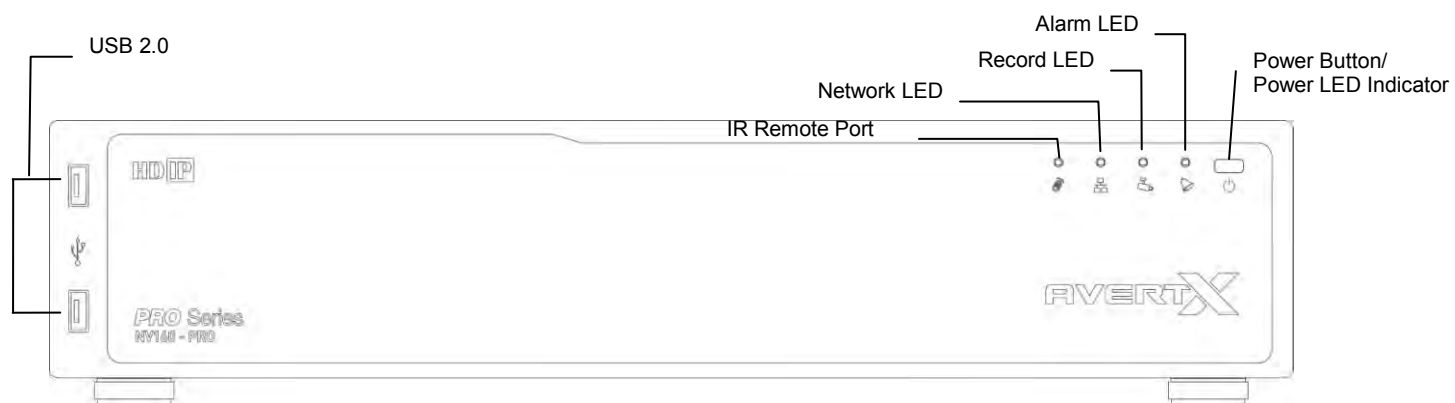 Alarm LED
USB 2.0
Record LED
Power Button/
Power LED Indicator
Network LED
IR Remote Port
HD IP
AVERTX
PRO Series
NV160 - PRO